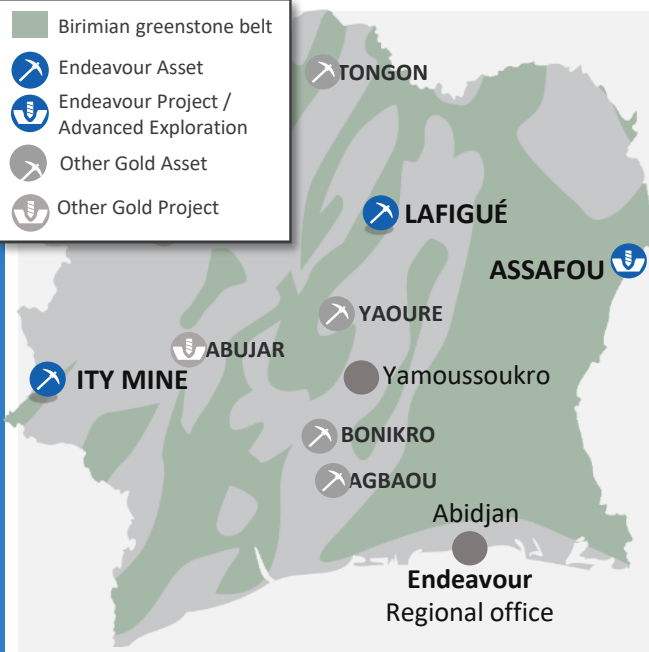 Birimian greenstone belt
Endeavour Asset
Endeavour Project /
Advanced Exploration
Other Gold Asset
Other Gold Project
TONGON
LAFIGUÉ
ASSAFOU
YAOURE
ABUJAR
ITY MINE
Yamoussoukro
BONIKRO
AGBAOU
Abidjan
Endeavour
Regional office